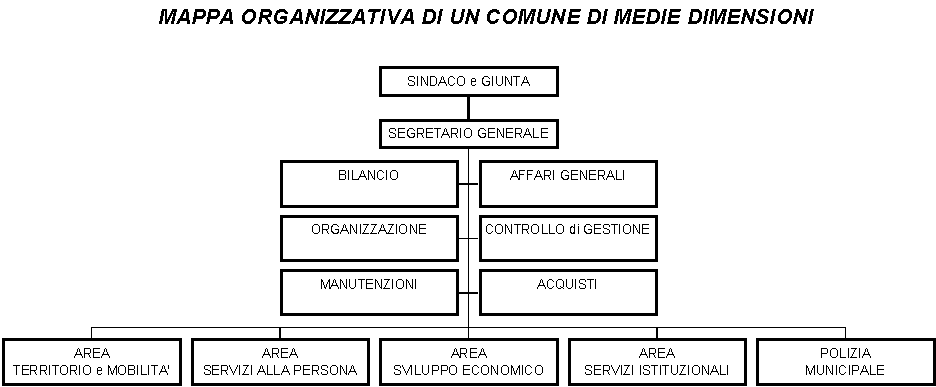 MAPPA ORGANIZZATIVA DI UN COMUNE DI MEDIE DIMENSIONI
SINDACO e GIUNTA
SEGRETARIO GENERALE
BILANCIO
AFFARI GENERALI
ORGANIZZAZIONE
CONTROLLO di GESTIONE
MANUTENZIONI
ACQUISTI
AREA
TERRITORIO e MOBILITA'
AREA
SERVIZI ALLA PERSONA
AREA
SVILUPPO ECONOMICO
AREA
SERVIZI ISTITUZIONALI
POLIZIA
MUNICIPALE